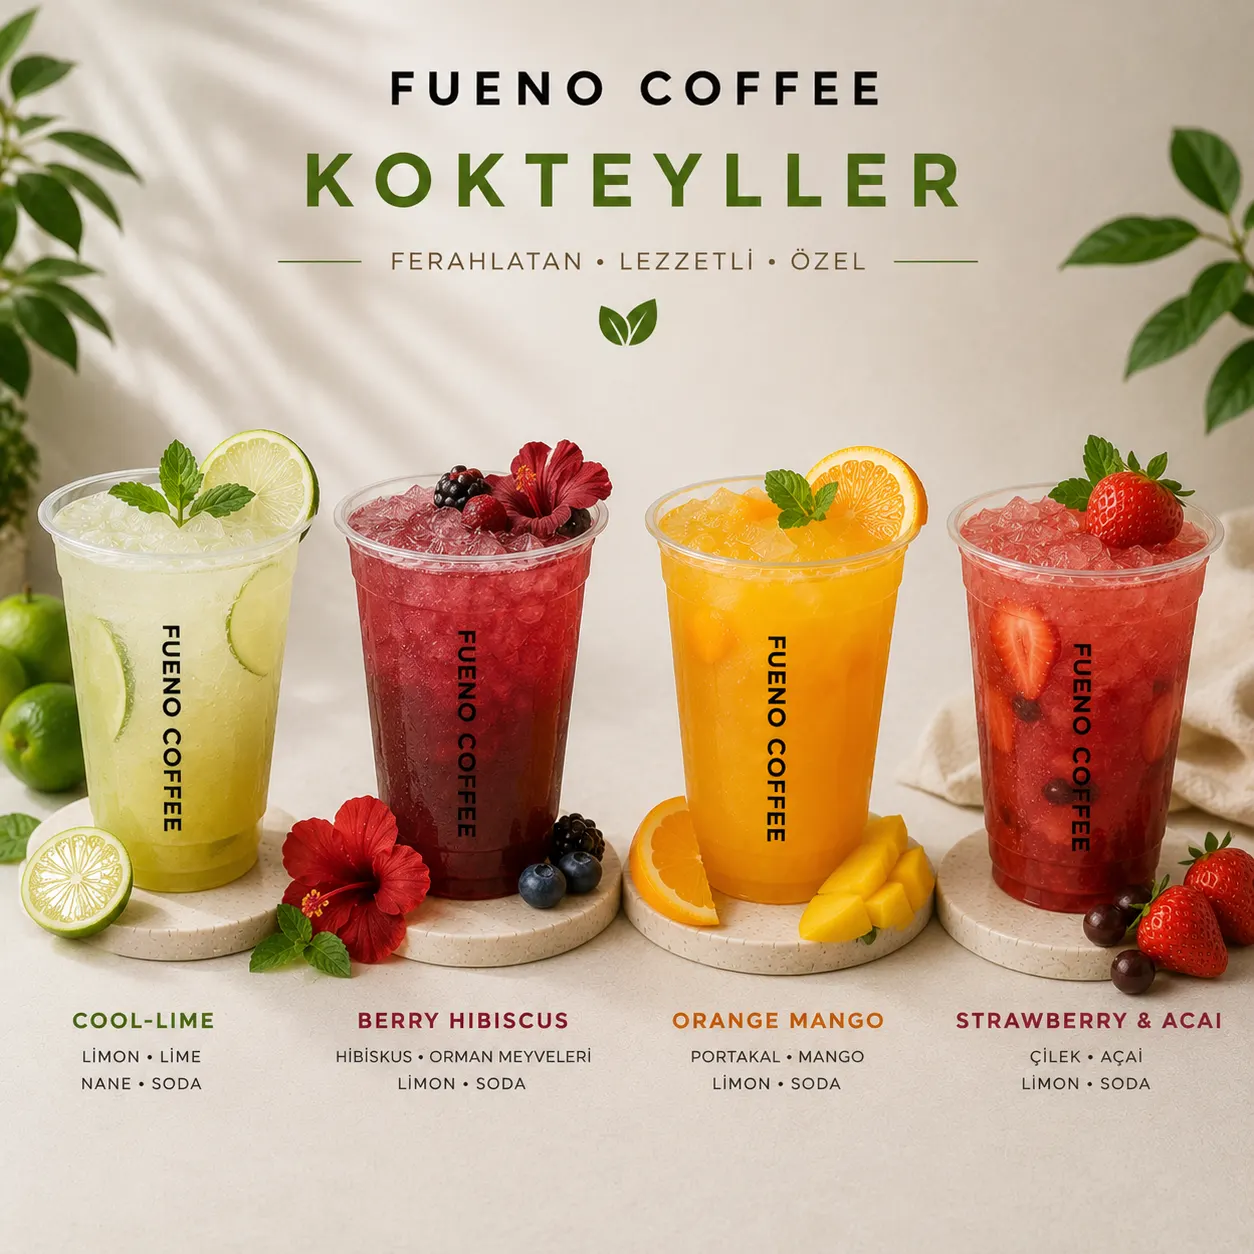 FUENO COFFEE
KOKTEYLLER
FERAHLATAN • LEZZETLİ • ÖZEL
FUENO COFFEE
FUENO COFFEE
FUENO COFFEE
FUENO COFFEE
COOL-LIME
LİMON • LİME
NANE • SODA
BERRY HIBISCUS
HİBİSKUS • ORMAN MEYVELERİ
LİMON • SODA
ORANGE MANGO
PORTAKAL • MANGO
LİMON • SODA
STRAWBERRY & ACAI
ÇİLEK • AÇAİ
LİMON • SODA